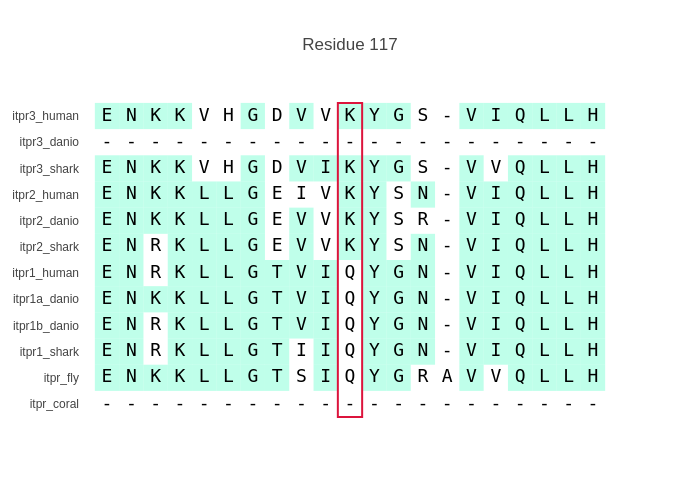 Residue 117
itpr3_human E N K K V H G D V V K Y G S - V I Q L L H
itpr3_danio - - - - - - - - - - - - - - - - - - - - -
itpr3_shark E N K K V H G D V I K Y G S - V V Q L L H
itpr2_human E N K K L L G E I V K Y S N - V I Q L L H
itpr2_danio E N K K L L G E V V K Y S R - V I Q L L H
itpr2_shark E N R K L L G E V V K Y S N - V I Q L L H
itpr1_human E N R K L L G T V I Q Y G N - V I Q L L H
itpr1a_danio E N K K L L G T V I Q Y G N - V I Q L L H
itpr1b_danio E N R K L L G T V I Q Y G N - V I Q L L H
itpr1_shark E N R K L L G T I I Q Y G N - V I Q L L H
itpr_fly E N K K L L G T S I Q Y G R A V V Q L L H
itpr_coral - - - - - - - - - - - - - - - - - - - - -